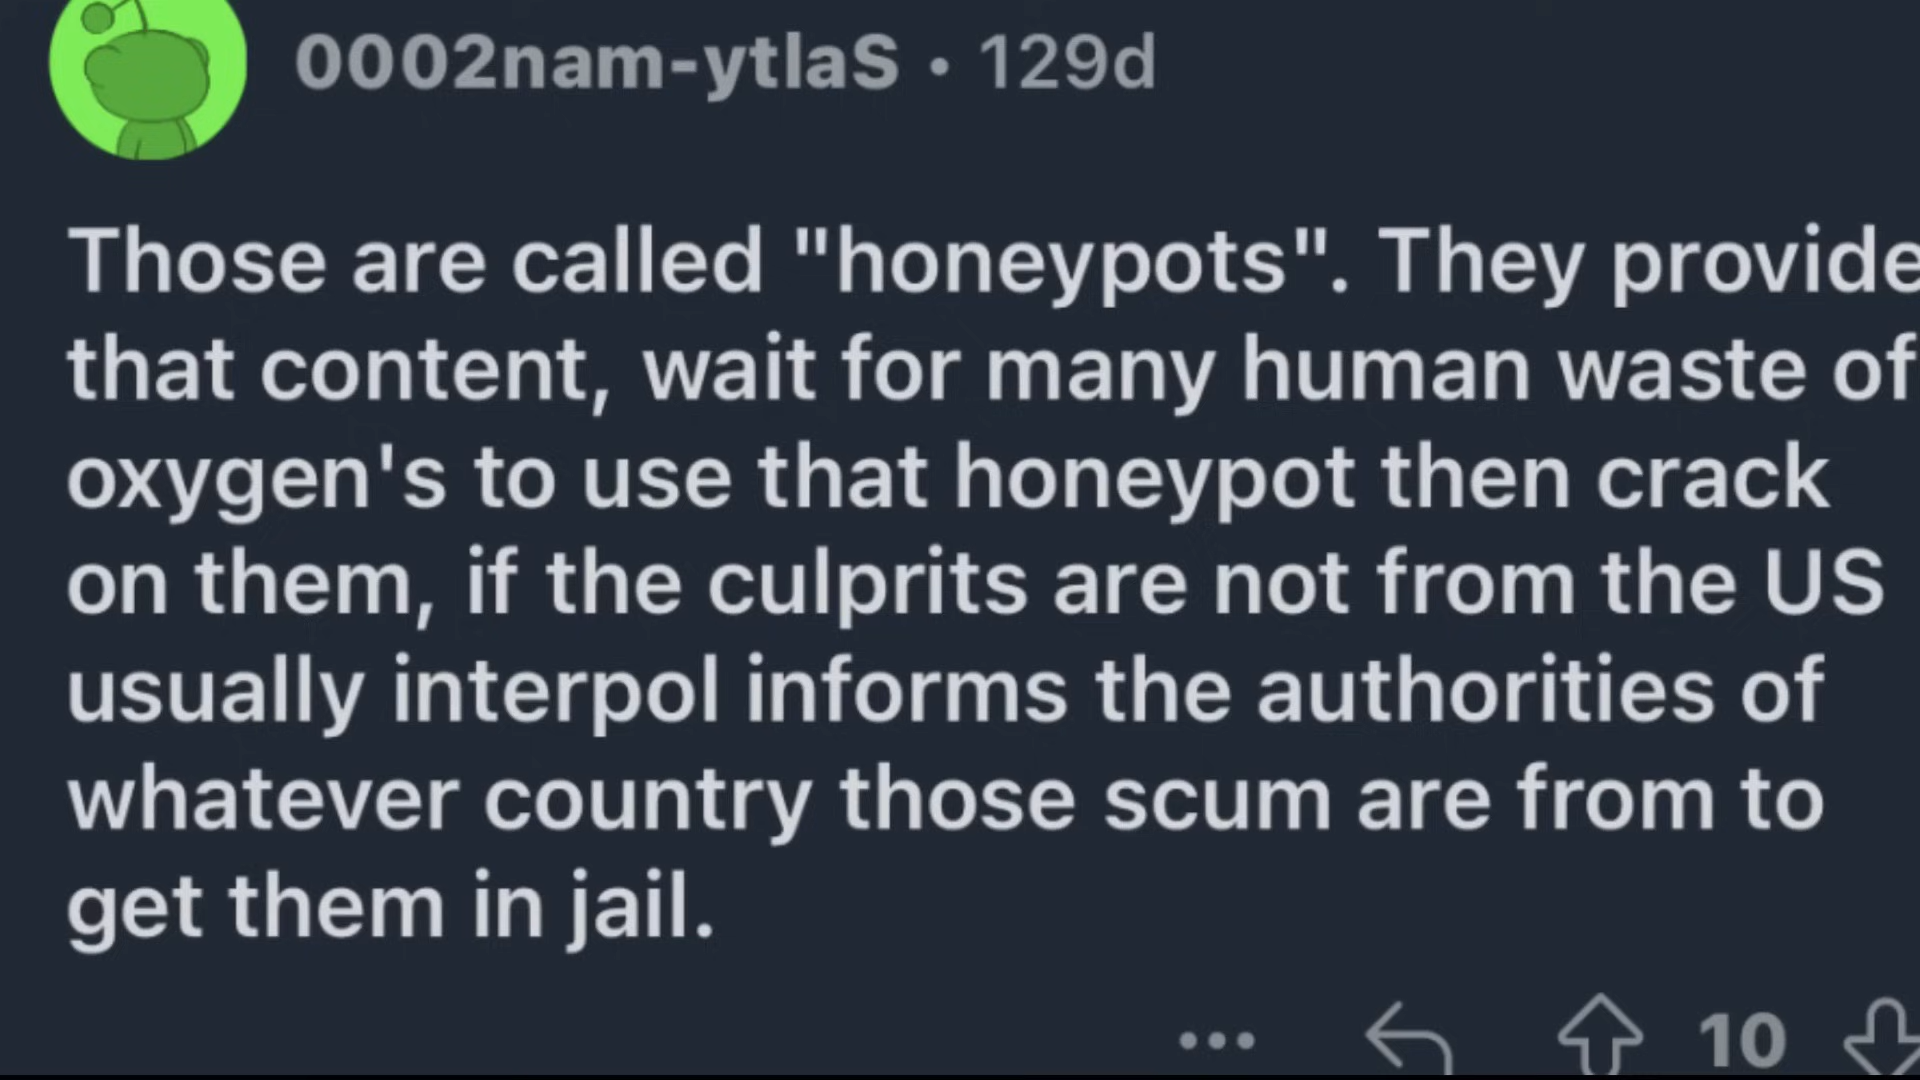 0002nam-ytlaS • 129d
Those are called "honeypots". They provide
that content, wait for many human waste of
oxygen's to use that honeypot then crack
on them, if the culprits are not from the US
usually interpol informs the authorities of
whatever country those scum are from to
get them in jail.
10